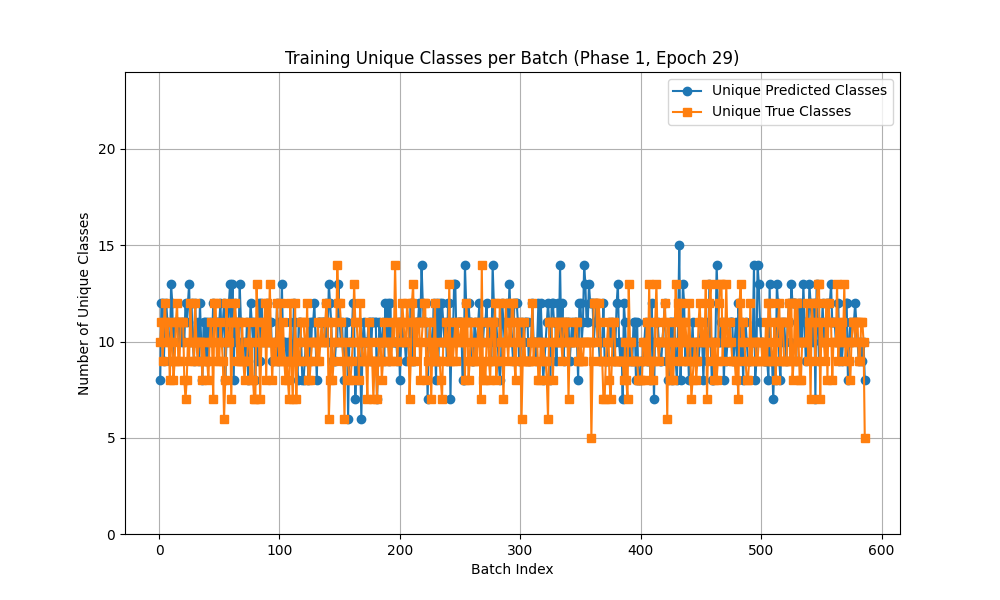 Training Unique Classes per Batch (Phase 1, Epoch 29)
Unique Predicted Classes
Unique True Classes
Number of Unique Classes
20
15
10
5
0
0 100 200 300 400 500 600
Batch Index